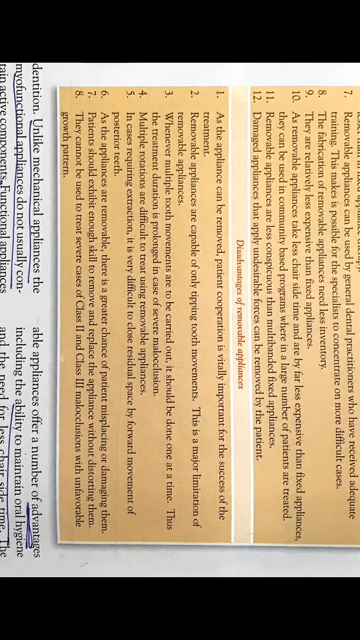 7. Removable appliances can be used by general dental practitioners who have received adequate
training. This makes is possible for the specialists to concentrate on more difficult cases.
8. The fabrication of removable appliances need less inventory.
9. They are relatively less expensive than fixed appliances.
10. As removable appliances take less chair side time and are by far less expensive than fixed appliances,
they can be used in community based programs where in a large number of patients are treated.
11. Removable appliances are less conspicuous than multibanded fixed appliances.
12. Damaged appliances that apply undesirable forces can be removed by the patient.
Disadvantages of removable appliances
1. As the appliance can be removed, patient cooperation is vitally important for the success of the
treatment.
2. Removable appliances are capable of only tipping tooth movements. This is a major limitation of
removable appliances.
3. Whenever multiple tooth movements are to be carried out, it should be done one at a time. Thus
the treatment duration is prolonged in case of severe malocclusion.
4. Multiple rotations are difficult to treat using removable appliances.
5. In cases requiring extraction, it is very difficult to close residual space by forward movement of
posterior teeth.
6. As the appliances are removable, there is a greater chance of patient misplacing or damaging them.
7. Patients should exhibit enough skill to remove and replace the appliance without distorting them.
8. They cannot be used to treat severe cases of Class II and Class III malocclusions with unfavorable
growth pattern.
dentition. Unlike mechanical appliances the
myofunctional appliances do not usually con-
tain active components. Functional appliances
able appliances offer a number of advantages
including the ability to maintain oral hygiene
and the need for less chair side time. The